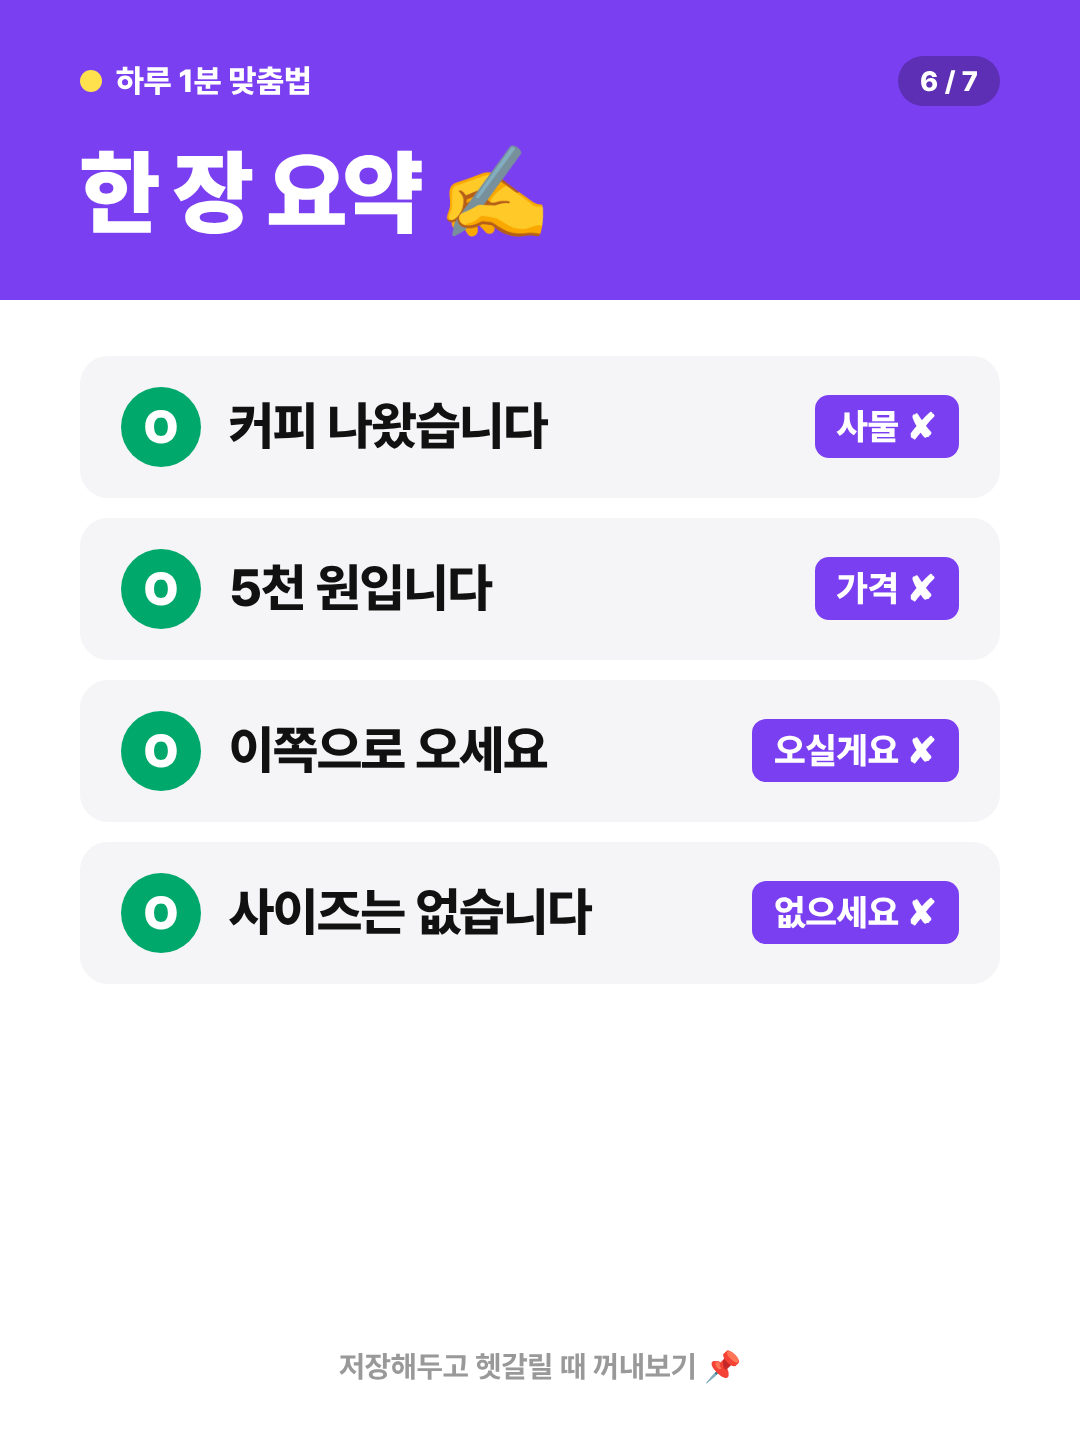 하루 1분 맞춤법
6 / 7
한 장 요약 ✍️
O 커피 나왔습니다 사물 ✘
O 5천 원입니다 가격 ✘
O 이쪽으로 오세요 오실게요 ✘
O 사이즈는 없습니다 없으세요 ✘
저장해두고 헷갈릴 때 꺼내보기 📌